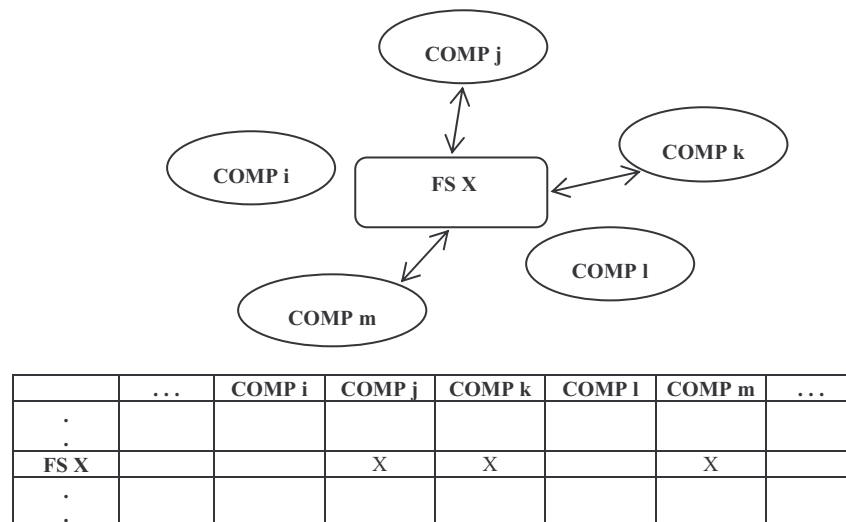 COMP j
COMP k
COMP i
FS X
COMP l
COMP m
. . . COMP i COMP j COMP k COMP l COMP m . . .
.
.
FS X X X X
.
.